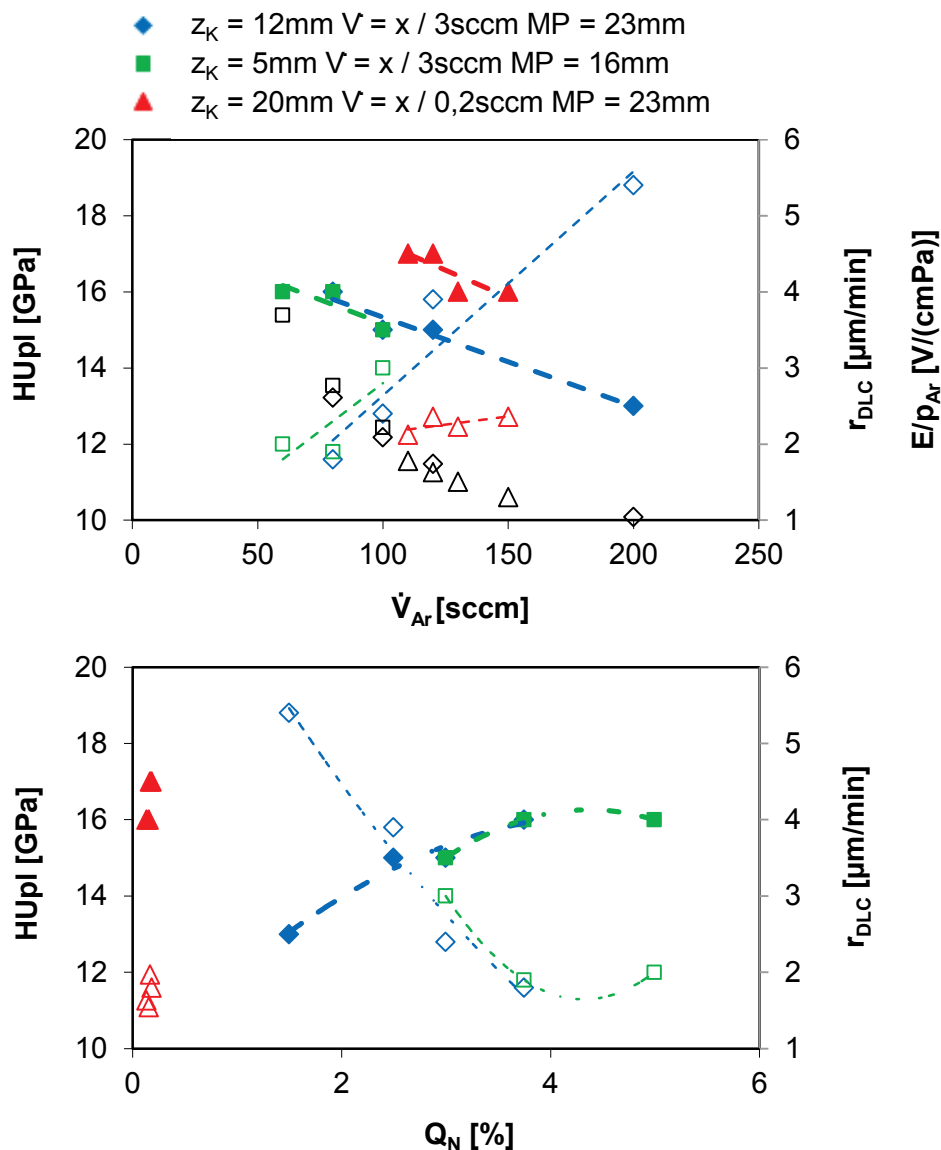 z_K = 12mm V̇ = x / 3sccm MP = 23mm
z_K = 5mm V̇ = x / 3sccm MP = 16mm
z_K = 20mm V̇ = x / 0,2sccm MP = 23mm
20
18
16
14
12
10
HUpl [GPa]
6
5
4
3
2
1
r_DLC [µm/min]
E/p_Ar [V/(cmPa)]
0 50 100 150 200 250
V̇_Ar [sccm]
20
18
16
14
12
10
HUpl [GPa]
6
5
4
3
2
1
r_DLC [µm/min]
0 2 4 6
Q_N [%]